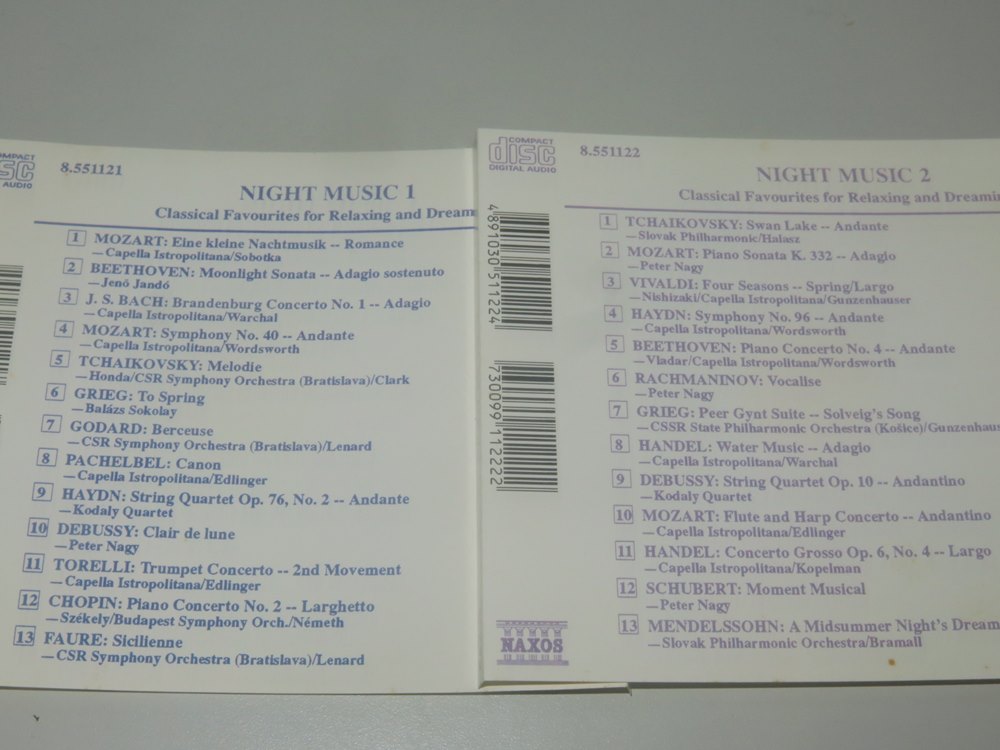 COMPACT
disc
AUDIO
8.551121
NIGHT MUSIC 1
Classical Favourites for Relaxing and Dream
1 MOZART: Eine kleine Nachtmusik -- Romance
—Capella Istropolitana/Sobotka
2 BEETHOVEN: Moonlight Sonata -- Adagio sostenuto
—Jenö Jandó
3 J. S. BACH: Brandenburg Concerto No. 1 -- Adagio
—Capella Istropolitana/Warchal
4 MOZART: Symphony No. 40 -- Andante
—Capella Istropolitana/Wordsworth
5 TCHAIKOVSKY: Melodie
—Honda/CSR Symphony Orchestra (Bratislava)/Clark
6 GRIEG: To Spring
—Balázs Sokolay
7 GODARD: Berceuse
—CSR Symphony Orchestra (Bratislava)/Lenard
8 PACHELBEL: Canon
—Capella Istropolitana/Edlinger
9 HAYDN: String Quartet Op. 76, No. 2 -- Andante
—Kodaly Quartet
10 DEBUSSY: Clair de lune
—Peter Nagy
11 TORELLI: Trumpet Concerto -- 2nd Movement
—Capella Istropolitana/Edlinger
12 CHOPIN: Piano Concerto No. 2 -- Larghetto
—Székely/Budapest Symphony Orch./Németh
13 FAURE: Sicilienne
—CSR Symphony Orchestra (Bratislava)/Lenard
COMPACT
disc
DIGITAL AUDIO
8.551122
4 891030 511224
730099 112222
NAXOS
NIGHT MUSIC 2
Classical Favourites for Relaxing and Dreamin
1 TCHAIKOVSKY: Swan Lake -- Andante
—Slovak Philharmonic/Halasz
2 MOZART: Piano Sonata K. 332 -- Adagio
—Peter Nagy
3 VIVALDI: Four Seasons -- Spring/Largo
—Nishizaki/Capella Istropolitana/Gunzenhauser
4 HAYDN: Symphony No. 96 -- Andante
—Capella Istropolitana/Wordsworth
5 BEETHOVEN: Piano Concerto No. 4 -- Andante
—Vladar/Capella Istropolitana/Wordsworth
6 RACHMANINOV: Vocalise
—Peter Nagy
7 GRIEG: Peer Gynt Suite -- Solveig's Song
—CSSR State Philharmonic Orchestra (Košice)/Gunzenhaus
8 HANDEL: Water Music -- Adagio
—Capella Istropolitana/Warchal
9 DEBUSSY: String Quartet Op. 10 -- Andantino
—Kodaly Quartet
10 MOZART: Flute and Harp Concerto -- Andantino
—Capella Istropolitana/Edlinger
11 HANDEL: Concerto Grosso Op. 6, No. 4 -- Largo
—Capella Istropolitana/Kopelman
12 SCHUBERT: Moment Musical
—Peter Nagy
13 MENDELSSOHN: A Midsummer Night's Dream
—Slovak Philharmonic Orchestra/Bramall